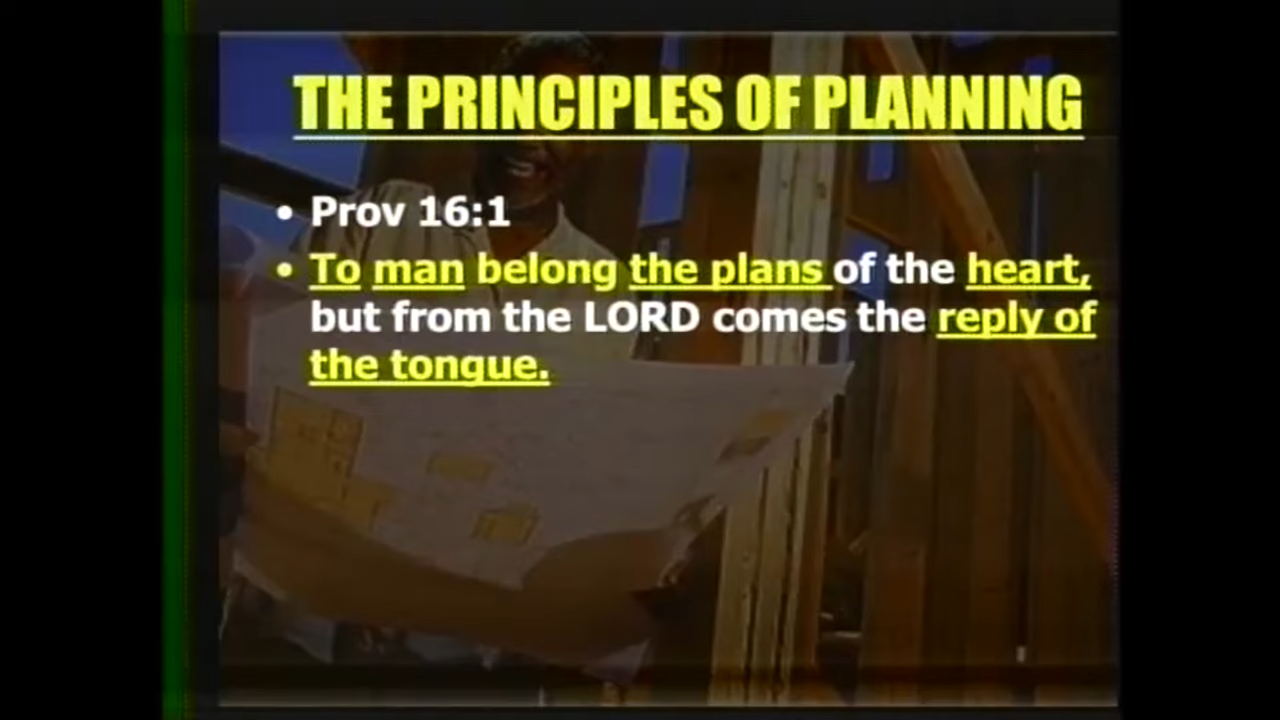 THE PRINCIPLES OF PLANNING
• Prov 16:1
• To man belong the plans of the heart,
but from the LORD comes the reply of
the tongue.